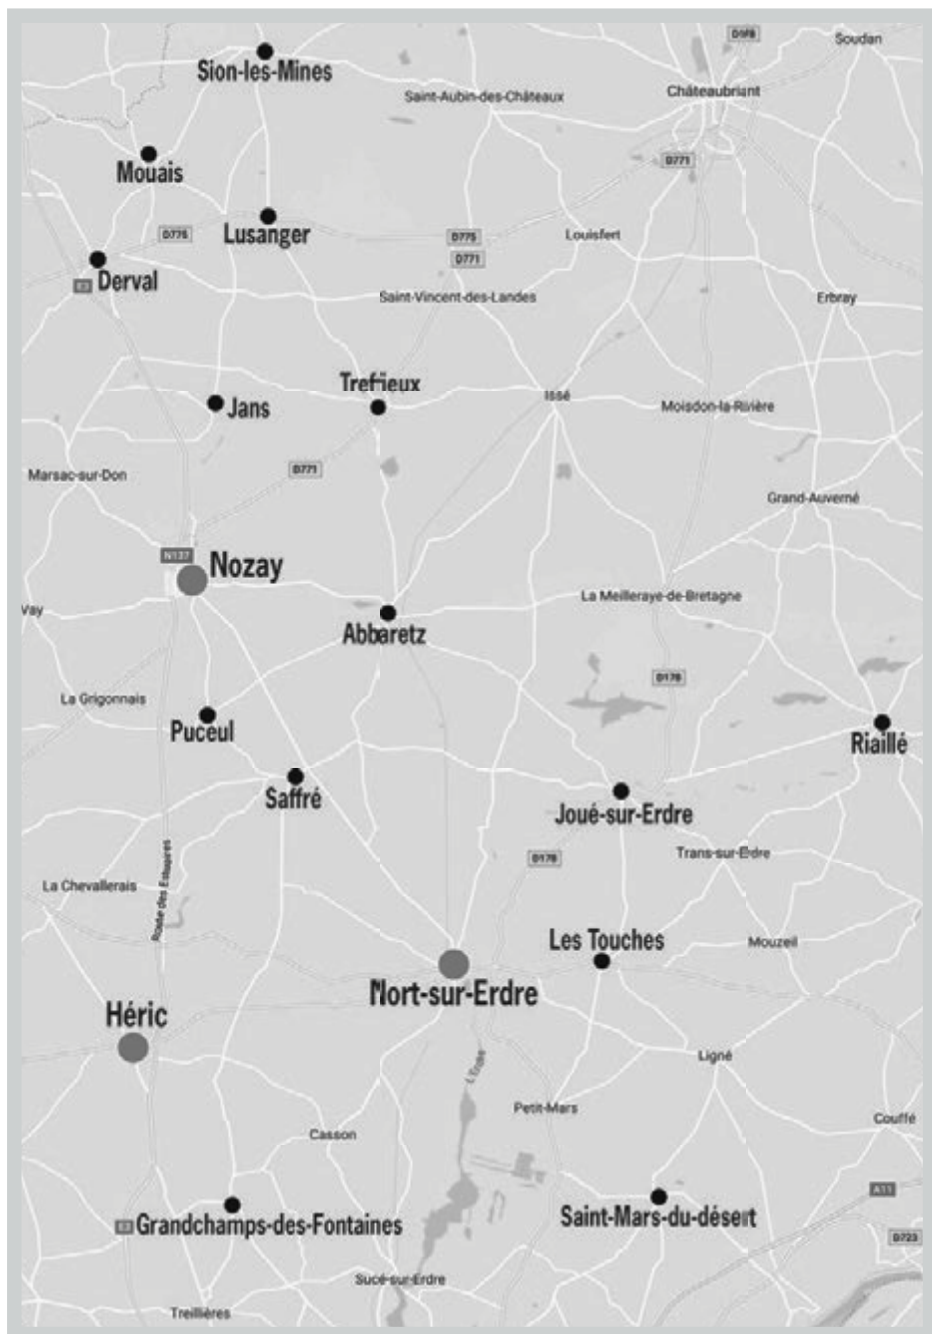 D178
Soudan
Sion-les-Mines
Saint-Aubin-des-Châteaux
Châteaubriant
Mouais
D771
D775
Lusanger
D775
Louisfert
D771
Derval
E3
Saint-Vincent-des-Landes
Erbray
Treffieux
Issé
Jans
Moisdon-la-Rivière
D771
Marsac-sur-Don
Grand-Auverné
N137
Nozay
Vay
La Meilleraye-de-Bretagne
Abbaretz
D178
La Grigonnais
Puceul
Riaillé
Saffré
Joué-sur-Erdre
D178
Trans-sur-Erdre
La Chevallerais
Route des Estuaires
Les Touches
Mouzeil
Nort-sur-Erdre
Héric
L'Erdre
Ligné
Petit-Mars
Couffé
Casson
A11
Grandchamps-des-Fontaines
Saint-Mars-du-désert
D723
Sucé-sur-Erdre
Treillières